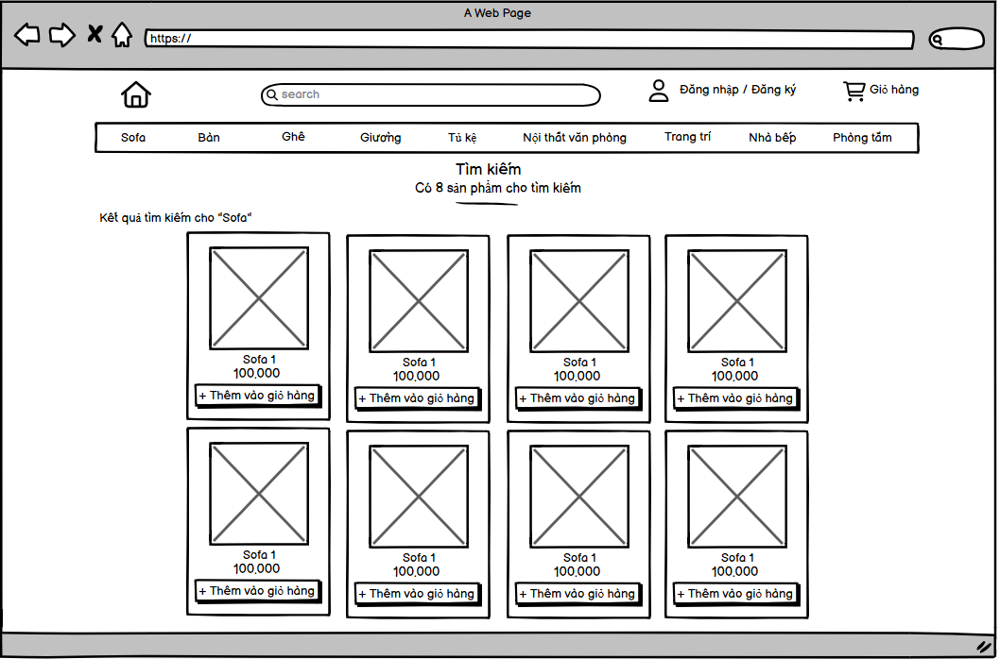 A Web Page
https://
search
Đăng nhập / Đăng ký
Giỏ hàng
Sofa Bàn Ghế Giường Tủ kệ Nội thất văn phòng Trang trí Nhà bếp Phòng tắm
Tìm kiếm
Có 8 sản phẩm cho tìm kiếm
Kết quả tìm kiếm cho "Sofa"
Sofa 1 Sofa 1 Sofa 1 Sofa 1
100,000 100,000 100,000 100,000
+ Thêm vào giỏ hàng + Thêm vào giỏ hàng + Thêm vào giỏ hàng + Thêm vào giỏ hàng
Sofa 1 Sofa 1 Sofa 1 Sofa 1
100,000 100,000 100,000 100,000
+ Thêm vào giỏ hàng + Thêm vào giỏ hàng + Thêm vào giỏ hàng + Thêm vào giỏ hàng